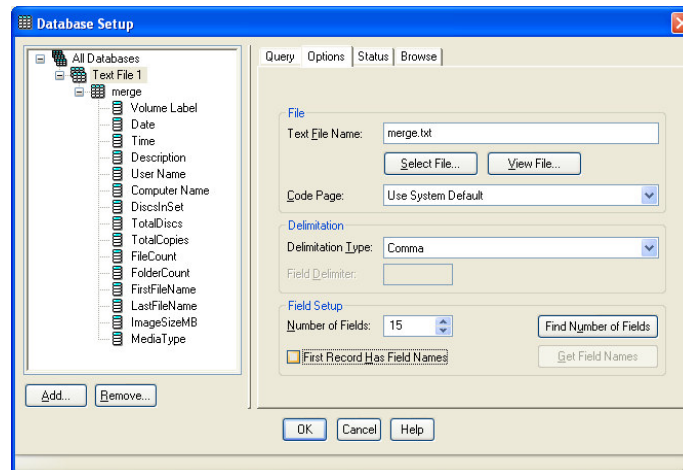 Database Setup
All Databases
Text File 1
merge
Volume Label
Date
Time
Description
User Name
Computer Name
DiscsInSet
TotalDiscs
TotalCopies
FileCount
FolderCount
FirstFileName
LastFileName
ImageSizeMB
MediaType
Add... Remove...
Query Options Status Browse
File
Text File Name: merge.txt
Select File... View File...
Code Page: Use System Default
Delimitation
Delimitation Type: Comma
Field Delimiter:
Field Setup
Number of Fields: 15 Find Number of Fields
First Record Has Field Names Get Field Names
OK Cancel Help